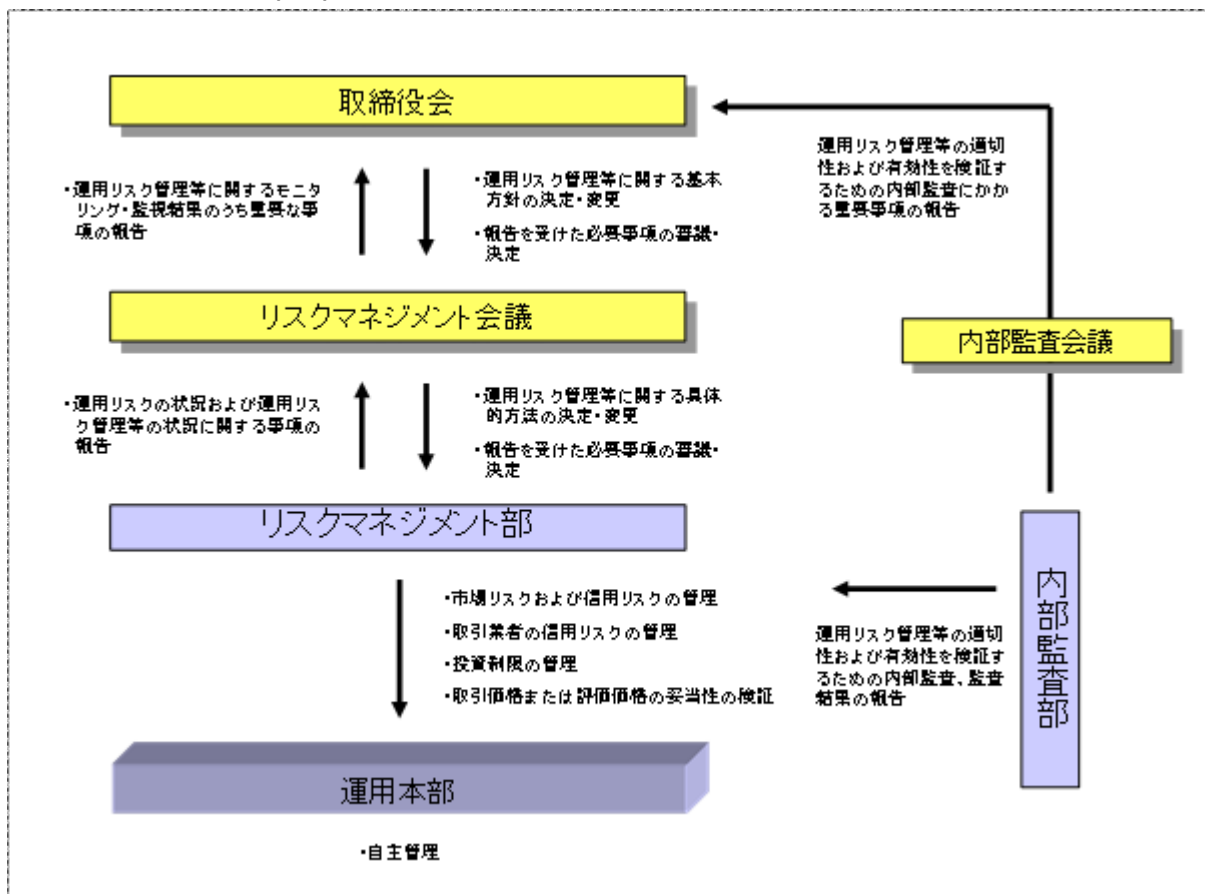 取締役会
・運用リスク管理等に関するモニタ
リング・監視結果のうち重要な事
項の報告
・運用リスク管理等に関する基本
方針の決定・変更
・報告を受けた必要事項の審議・
決定
運用リスク管理等の適切
性および有効性を検証す
るための内部監査にかか
る重要事項の報告
リスクマネジメント会議
内部監査会議
・運用リスクの状況および運用リス
ク管理等の状況に関する事項の
報告
・運用リスク管理等に関する具体
的方法の決定・変更
・報告を受けた必要事項の審議・
決定
リスクマネジメント部
・市場リスクおよび信用リスクの管理
・取引業者の信用リスクの管理
・投資制限の管理
・取引価格または評価価格の妥当性の検証
運用リスク管理等の適切
性および有効性を検証す
るための内部監査、監査
結果の報告
内部監査部
運用本部
・自主管理